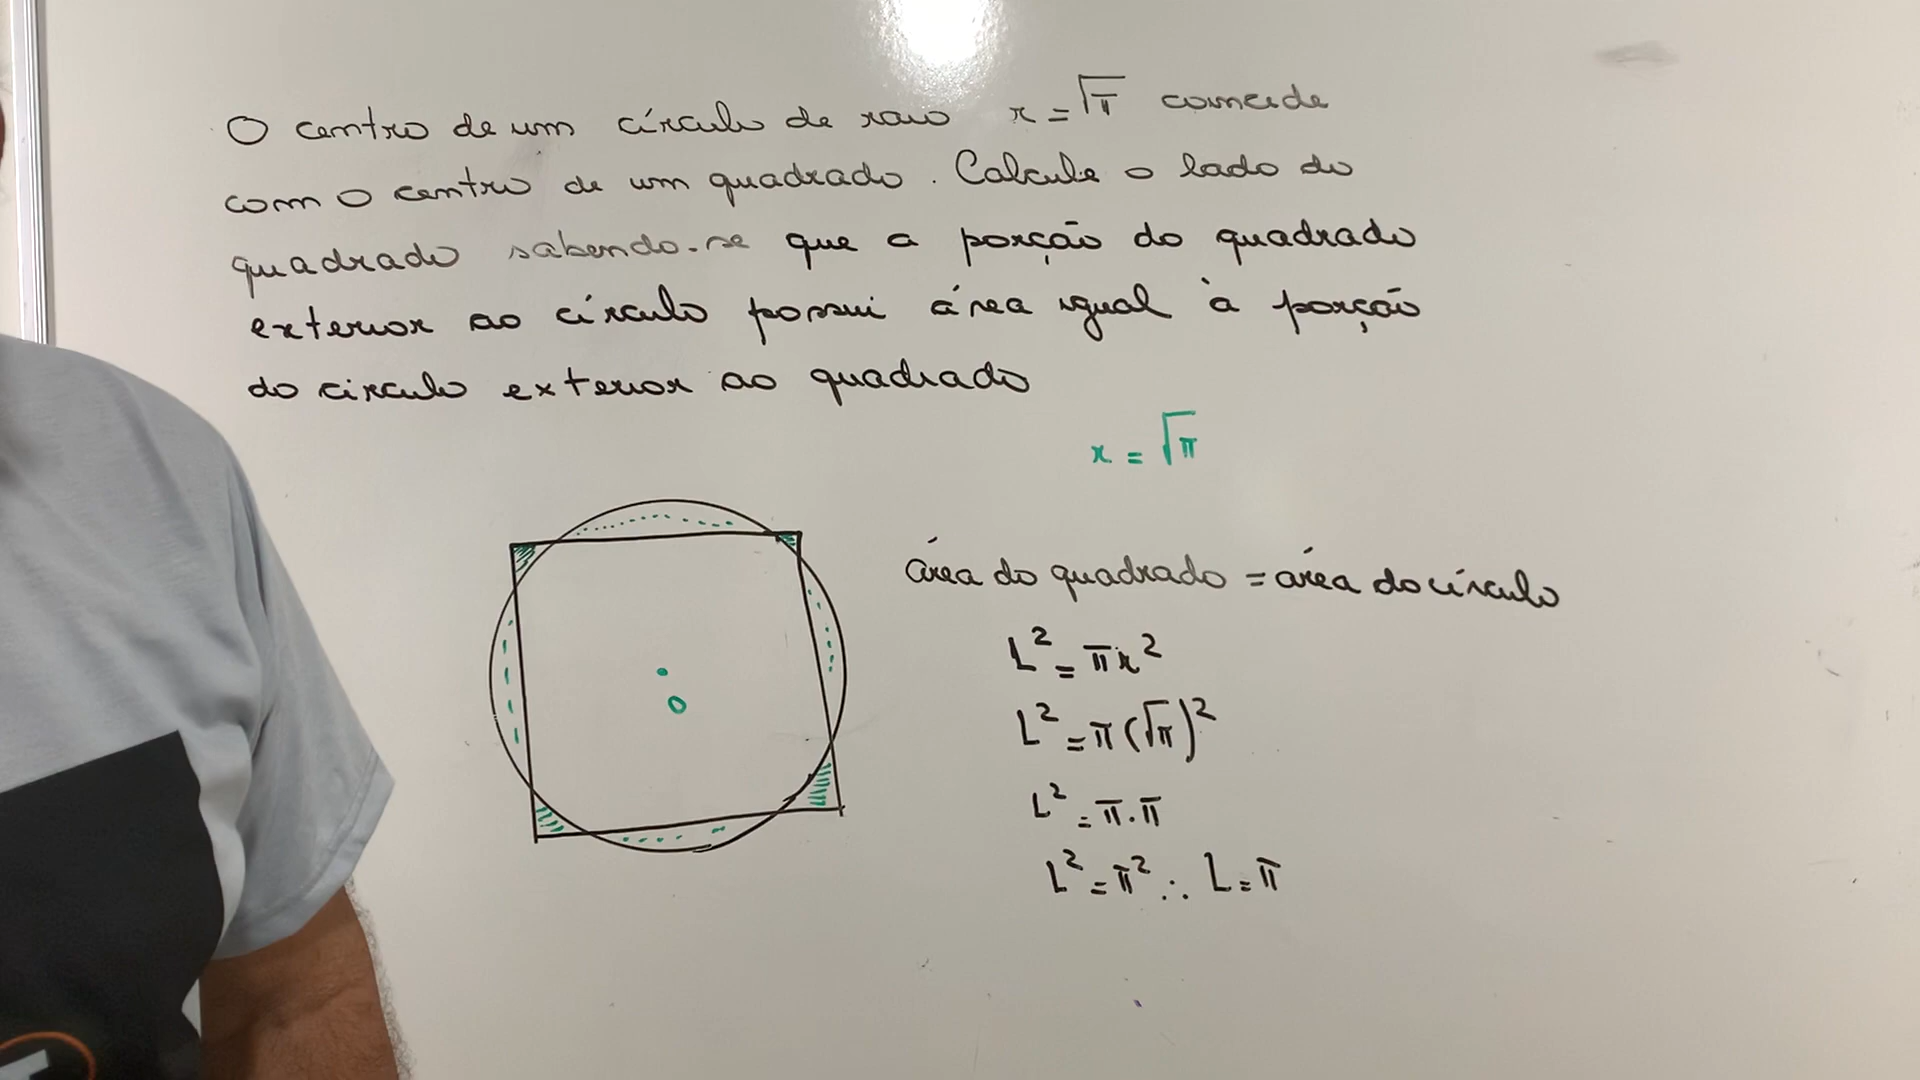 O centro de um círculo de raio r = √π coincide
com o centro de um quadrado. Calcule o lado do
quadrado sabendo-se que a porção do quadrado
exterior ao círculo possui área igual à porção
do circulo exterior ao quadrado
r = √π
área do quadrado = área do círculo
L² = πr²
L² = π(√π)²
L² = π.π
L² = π² ∴ L = π
O